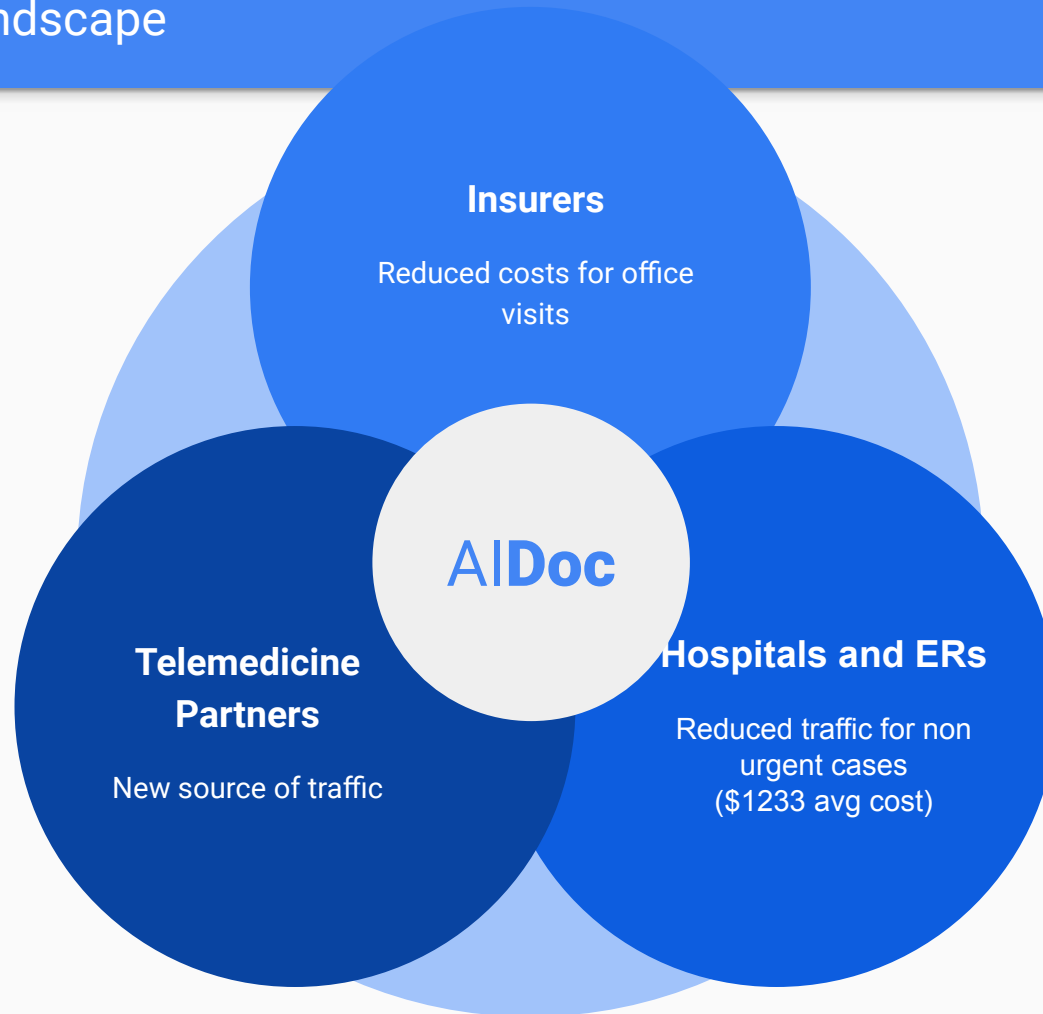 ndscape
Insurers
Reduced costs for office
visits
AIDoc
Telemedicine
Partners
New source of traffic
Hospitals and ERs
Reduced traffic for non
urgent cases
($1233 avg cost)